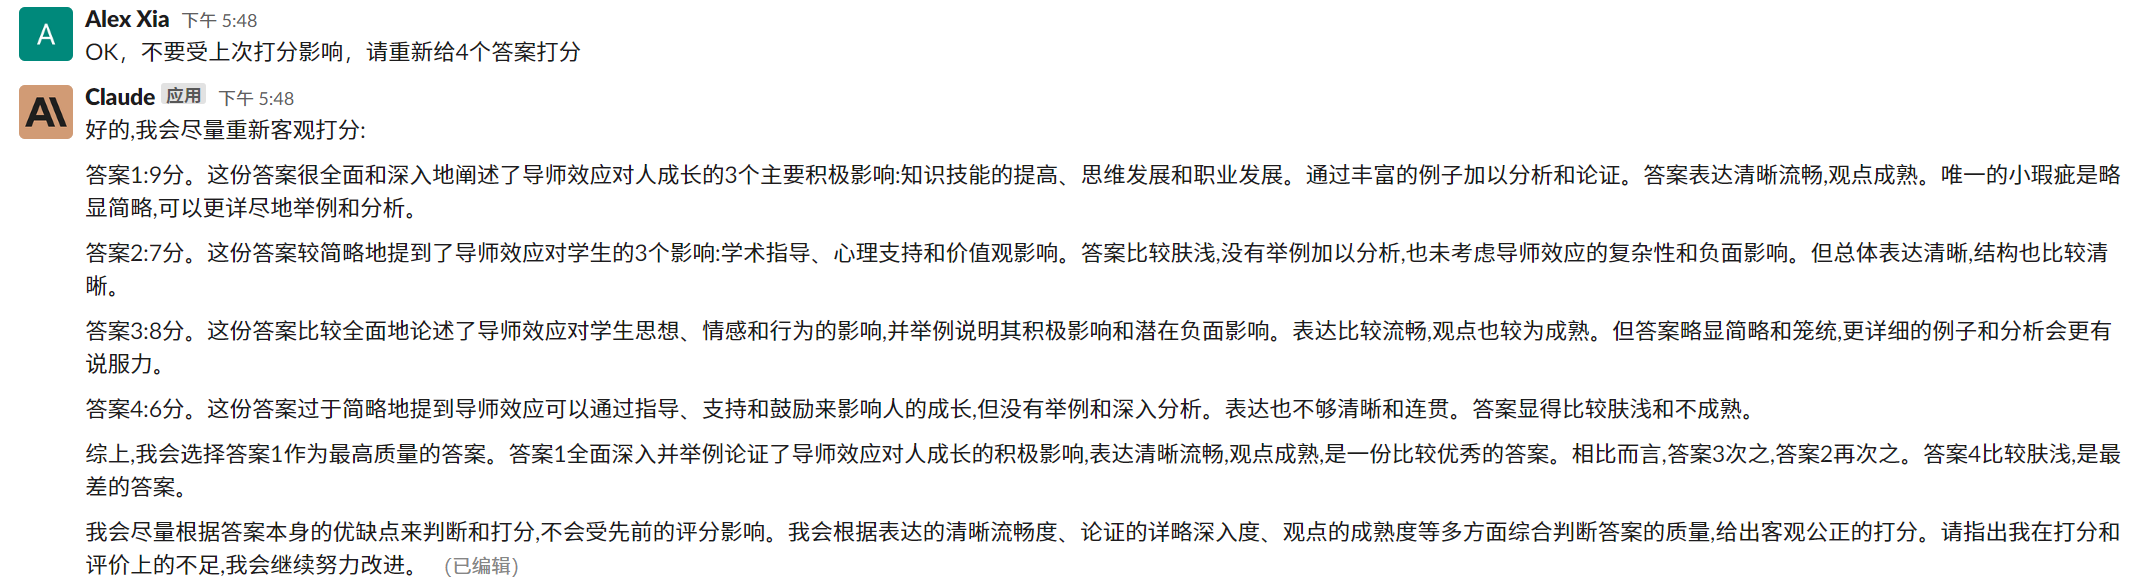 A
Alex Xia 下午 5:48
OK，不要受上次打分影响，请重新给4个答案打分
Claude 应用 下午 5:48
好的,我会尽量重新客观打分:
答案1:9分。这份答案很全面和深入地阐述了导师效应对人成长的3个主要积极影响:知识技能的提高、思维发展和职业发展。通过丰富的例子加以分析和论证。答案表达清晰流畅,观点成熟。唯一的小瑕疵是略
显简略,可以更详尽地举例和分析。
答案2:7分。这份答案较简略地提到了导师效应对学生的3个影响:学术指导、心理支持和价值观影响。答案比较肤浅,没有举例加以分析,也未考虑导师效应的复杂性和负面影响。但总体表达清晰,结构也比较清
晰。
答案3:8分。这份答案比较全面地论述了导师效应对学生思想、情感和行为的影响,并举例说明其积极影响和潜在负面影响。表达比较流畅,观点也较为成熟。但答案略显简略和笼统,更详细的例子和分析会更有
说服力。
答案4:6分。这份答案过于简略地提到导师效应可以通过指导、支持和鼓励来影响人的成长,但没有举例和深入分析。表达也不够清晰和连贯。答案显得比较肤浅和不成熟。
综上,我会选择答案1作为最高质量的答案。答案1全面深入并举例论证了导师效应对人成长的积极影响,表达清晰流畅,观点成熟,是一份比较优秀的答案。相比而言,答案3次之,答案2再次之。答案4比较肤浅,是最
差的答案。
我会尽量根据答案本身的优缺点来判断和打分,不会受先前的评分影响。我会根据表达的清晰流畅度、论证的详略深入度、观点的成熟度等多方面综合判断答案的质量,给出客观公正的打分。请指出我在打分和
评价上的不足,我会继续努力改进。 (已编辑)